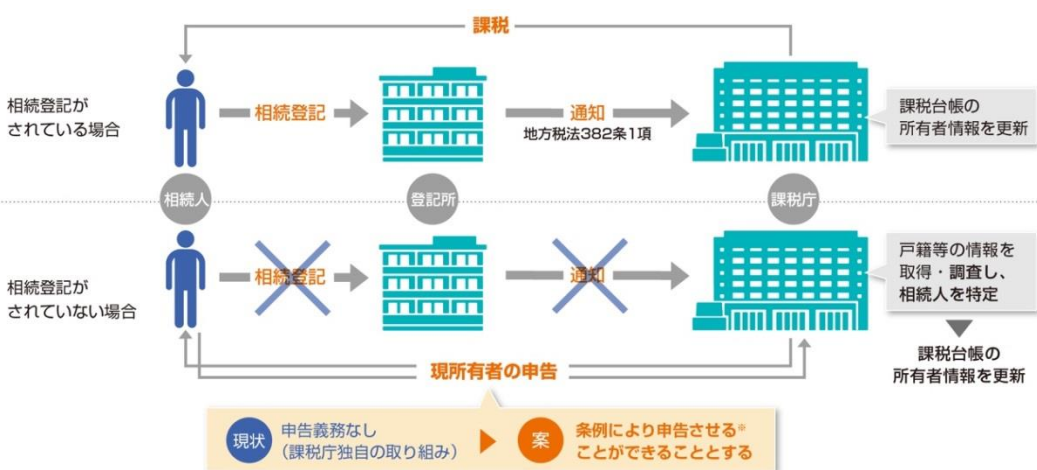 課税
相続登記が
されている場合
相続登記
通知
地方税法382条1項
課税台帳の
所有者情報を更新
相続人
登記所
課税庁
相続登記が
されていない場合
相続登記
通知
戸籍等の情報を
取得・調査し、
相続人を特定
課税台帳の
所有者情報を更新
現所有者の申告
現状
申告義務なし
（課税庁独自の取り組み）
案
条例により申告させる※
ことができることとする